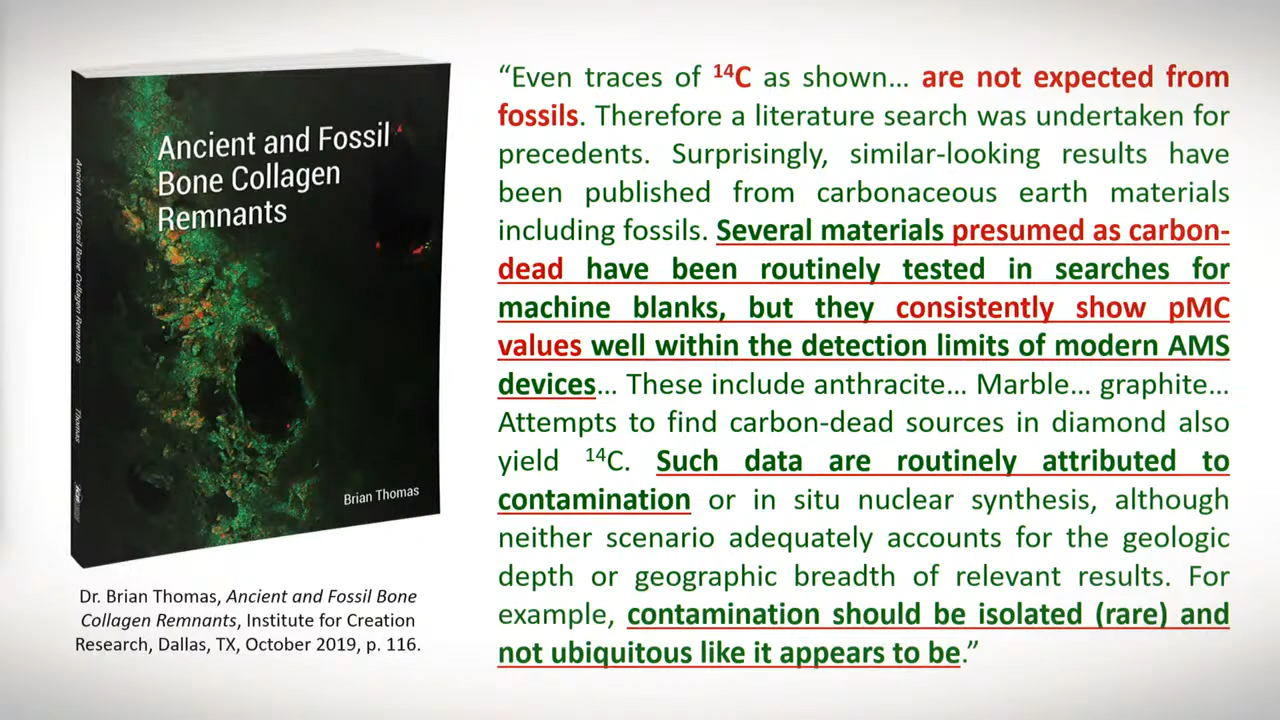 Ancient and Fossil
Bone Collagen
Remnants
Brian Thomas
Ancient and Fossil Bone Collagen Remnants
Thomas
Dr. Brian Thomas, Ancient and Fossil Bone
Collagen Remnants, Institute for Creation
Research, Dallas, TX, October 2019, p. 116.
“Even traces of ¹⁴C as shown… are not expected from
fossils. Therefore a literature search was undertaken for
precedents. Surprisingly, similar-looking results have
been published from carbonaceous earth materials
including fossils. Several materials presumed as carbon-
dead have been routinely tested in searches for
machine blanks, but they consistently show pMC
values well within the detection limits of modern AMS
devices… These include anthracite… Marble… graphite…
Attempts to find carbon-dead sources in diamond also
yield ¹⁴C. Such data are routinely attributed to
contamination or in situ nuclear synthesis, although
neither scenario adequately accounts for the geologic
depth or geographic breadth of relevant results. For
example, contamination should be isolated (rare) and
not ubiquitous like it appears to be.”